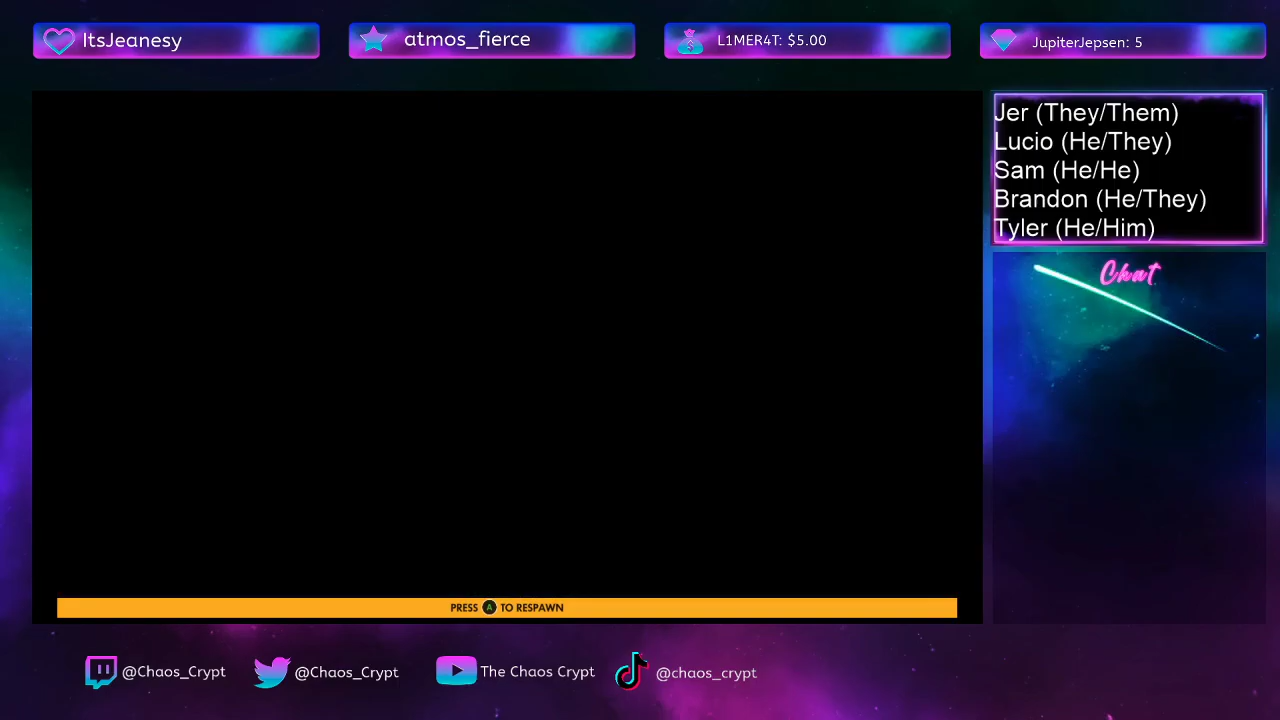 ItsJeanesy
atmos_fierce
L1MER4T: $5.00
JupiterJepsen: 5
Jer (They/Them)
Lucio (He/They)
Sam (He/He)
Brandon (He/They)
Tyler (He/Him)
Chat
PRESS A TO RESPAWN
@Chaos_Crypt
@Chaos_Crypt
The Chaos Crypt
@chaos_crypt